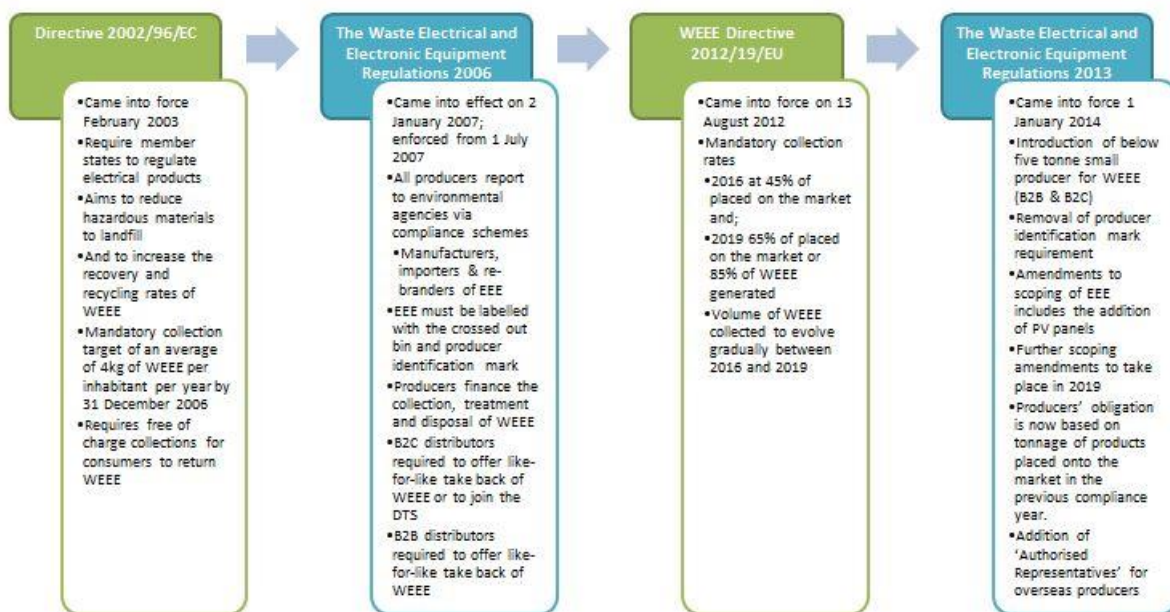 Directive 2002/96/EC
•Came into force
February 2003
•Require member
states to regulate
electrical products
•Aims to reduce
hazardous materials
to landfill
•And to increase the
recovery and
recycling rates of
WEEE
•Mandatory collection
target of an average
of 4kg of WEEE per
inhabitant per year by
31 December 2006
•Requires free of
charge collections for
consumers to return
WEEE
The Waste Electrical and
Electronic Equipment
Regulations 2006
•Came into effect on 2
January 2007;
enforced from 1 July
2007
•All producers report
to environmental
agencies via
compliance schemes
•Manufacturers,
importers & re-
branders of EEE
•EEE must be labelled
with the crossed out
bin and producer
identification mark
•Producers finance the
collection, treatment
and disposal of WEEE
•B2C distributors
required to offer like-
for-like take back of
WEEE or to join the
DTS
•B2B distributors
required to offer like-
for-like take back of
WEEE
WEEE Directive
2012/19/EU
•Came into force on 13
August 2012
•Mandatory collection
rates
•2016 at 45% of
placed on the market
and;
•2019 65% of placed
on the market or
85% of WEEE
generated
•Volume of WEEE
collected to evolve
gradually between
2016 and 2019
The Waste Electrical and
Electronic Equipment
Regulations 2013
•Came into force 1
January 2014
•Introduction of below
five tonne small
producer for WEEE
(B2B & B2C)
•Removal of producer
identification mark
requirement
•Amendments to
scoping of EEE
includes the addition
of PV panels
•Further scoping
amendments to take
place in 2019
•Producers' obligation
is now based on
tonnage of products
placed onto the
market in the
previous compliance
year.
•Addition of
'Authorised
Representatives' for
overseas producers